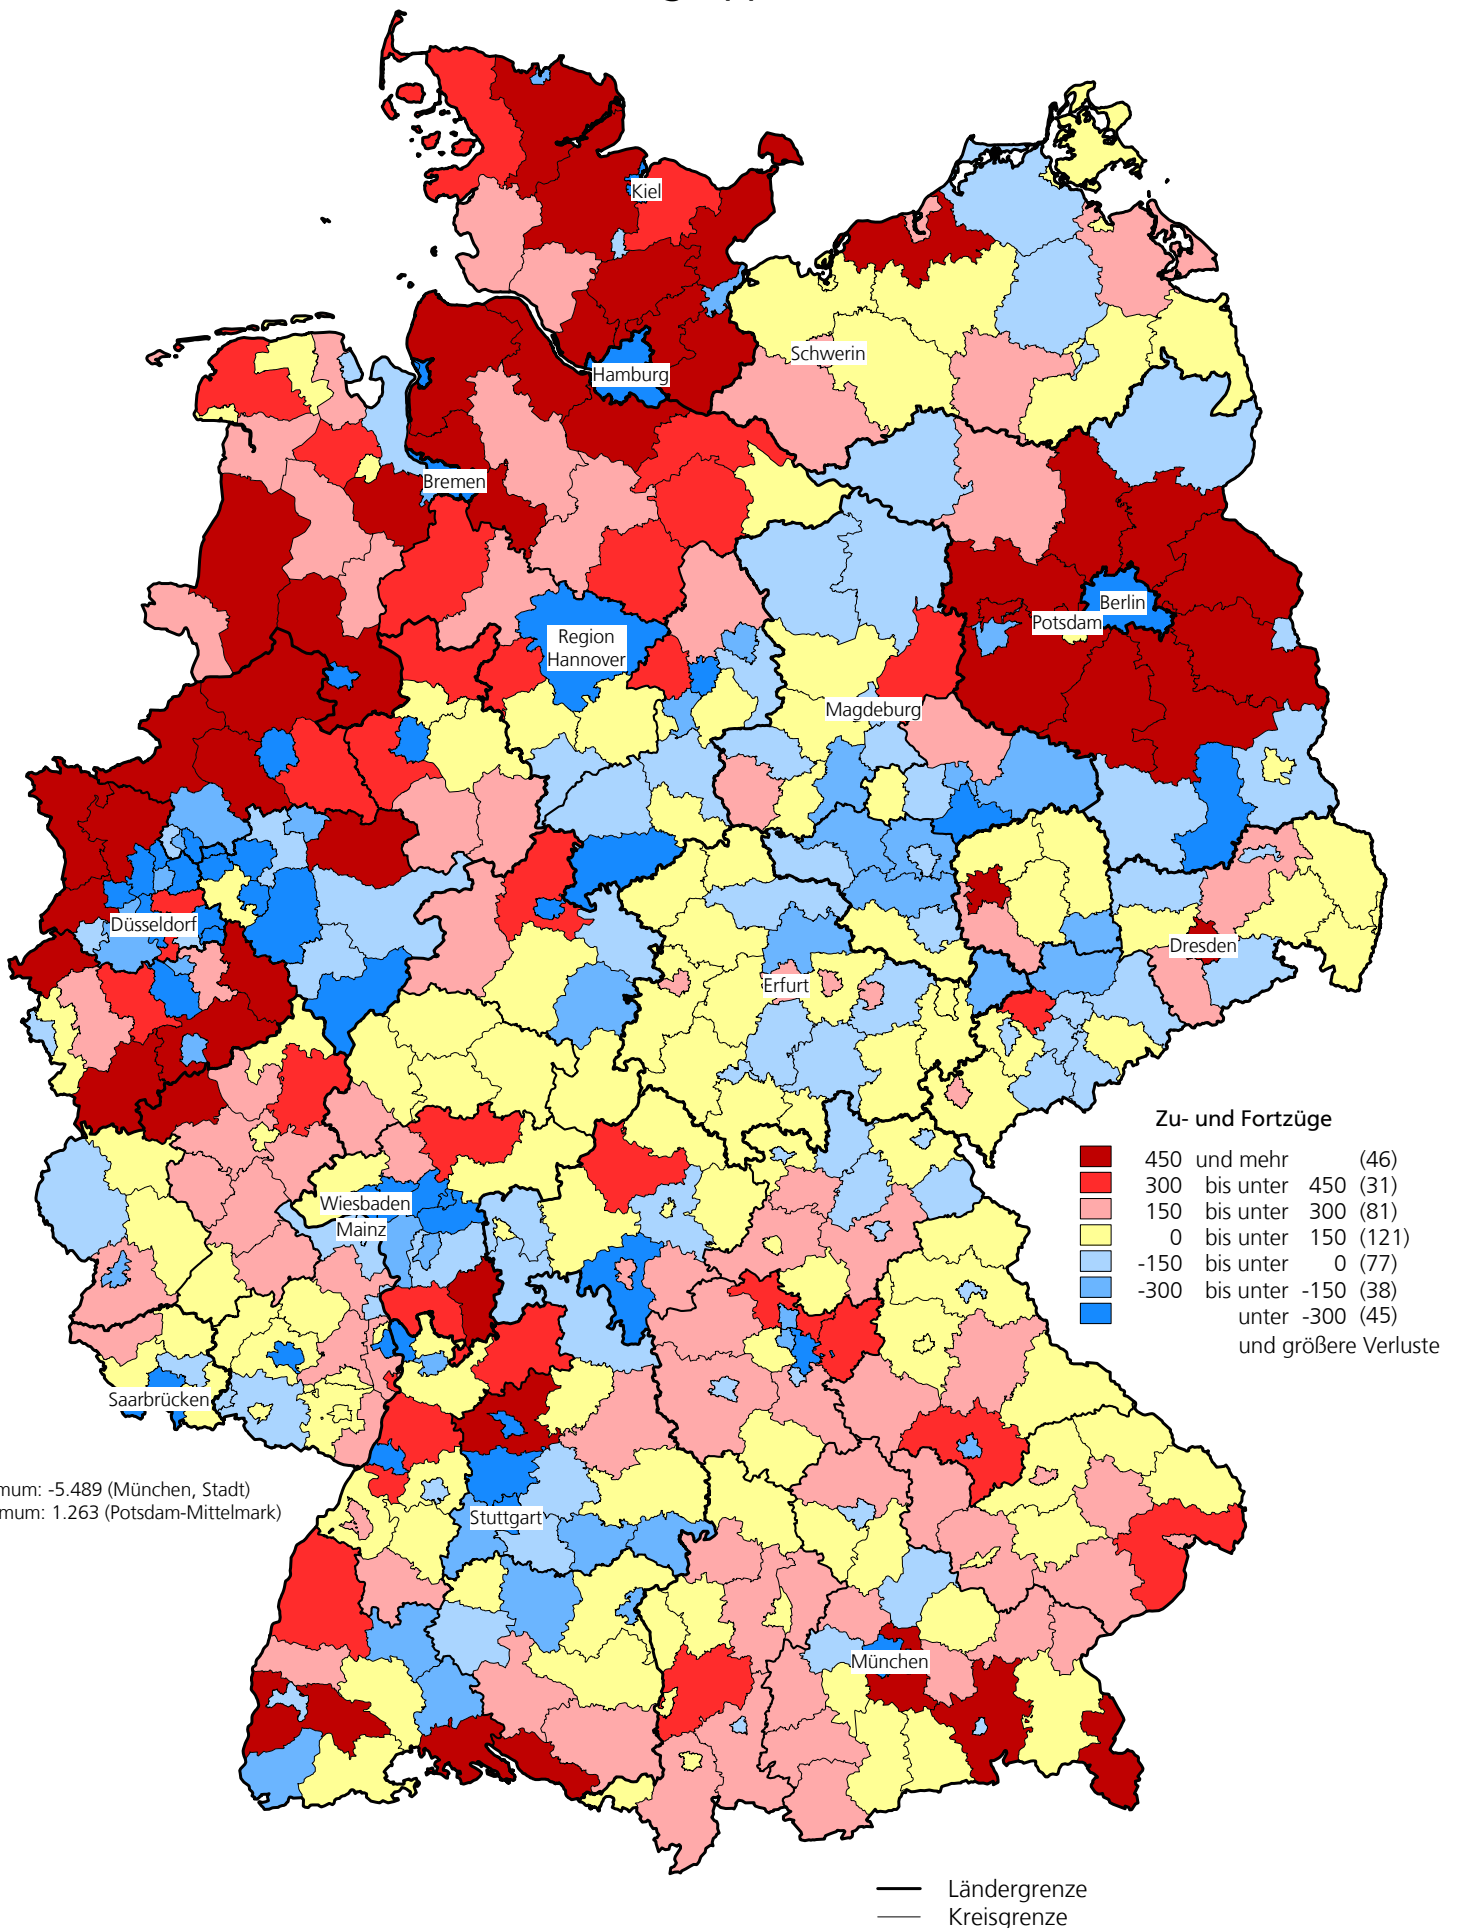 Kiel
Schwerin
Hamburg
Bremen
Berlin
Potsdam
Region
Hannover
Magdeburg
Düsseldorf
Dresden
Erfurt
Zu- und Fortzüge
450 und mehr (46)
300 bis unter 450 (31)
150 bis unter 300 (81)
0 bis unter 150 (121)
-150 bis unter 0 (77)
-300 bis unter -150 (38)
unter -300 (45)
und größere Verluste
Wiesbaden
Mainz
Saarbrücken
mum: -5.489 (München, Stadt)
mum: 1.263 (Potsdam-Mittelmark)
Stuttgart
München
Ländergrenze
Kreisgrenze